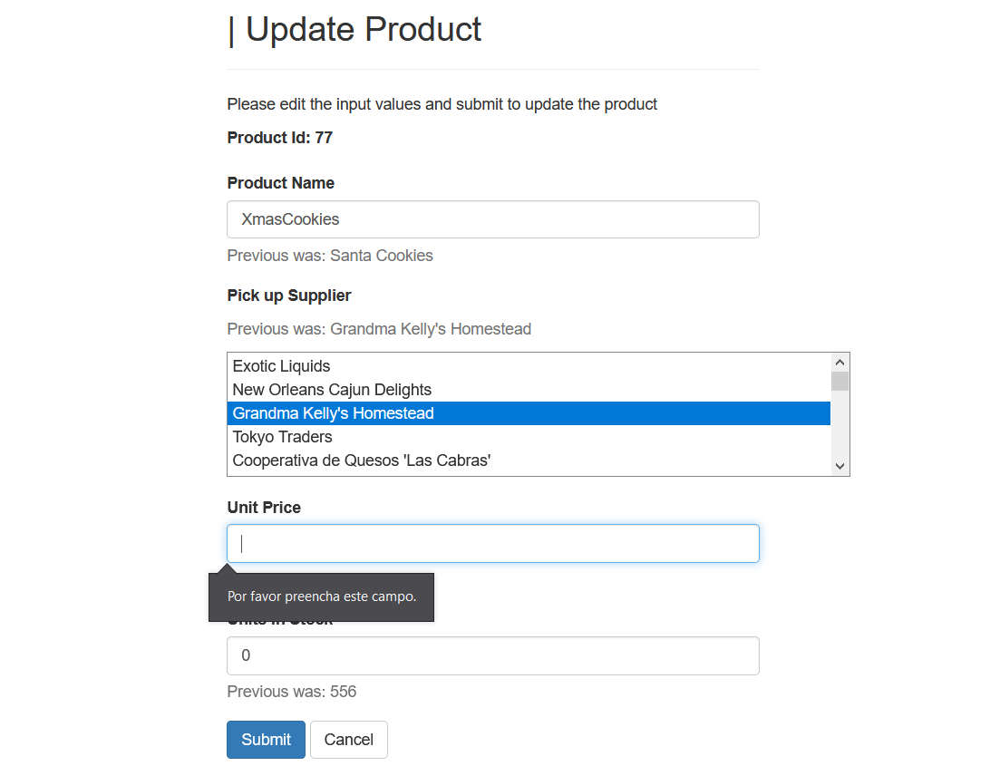 | Update Product
Please edit the input values and submit to update the product
Product Id: 77
Product Name
XmasCookies
Previous was: Santa Cookies
Pick up Supplier
Previous was: Grandma Kelly's Homestead
Exotic Liquids
New Orleans Cajun Delights
Grandma Kelly's Homestead
Tokyo Traders
Cooperativa de Quesos 'Las Cabras'
Unit Price
Por favor preencha este campo.
Units In Stock
0
Previous was: 556
Submit Cancel